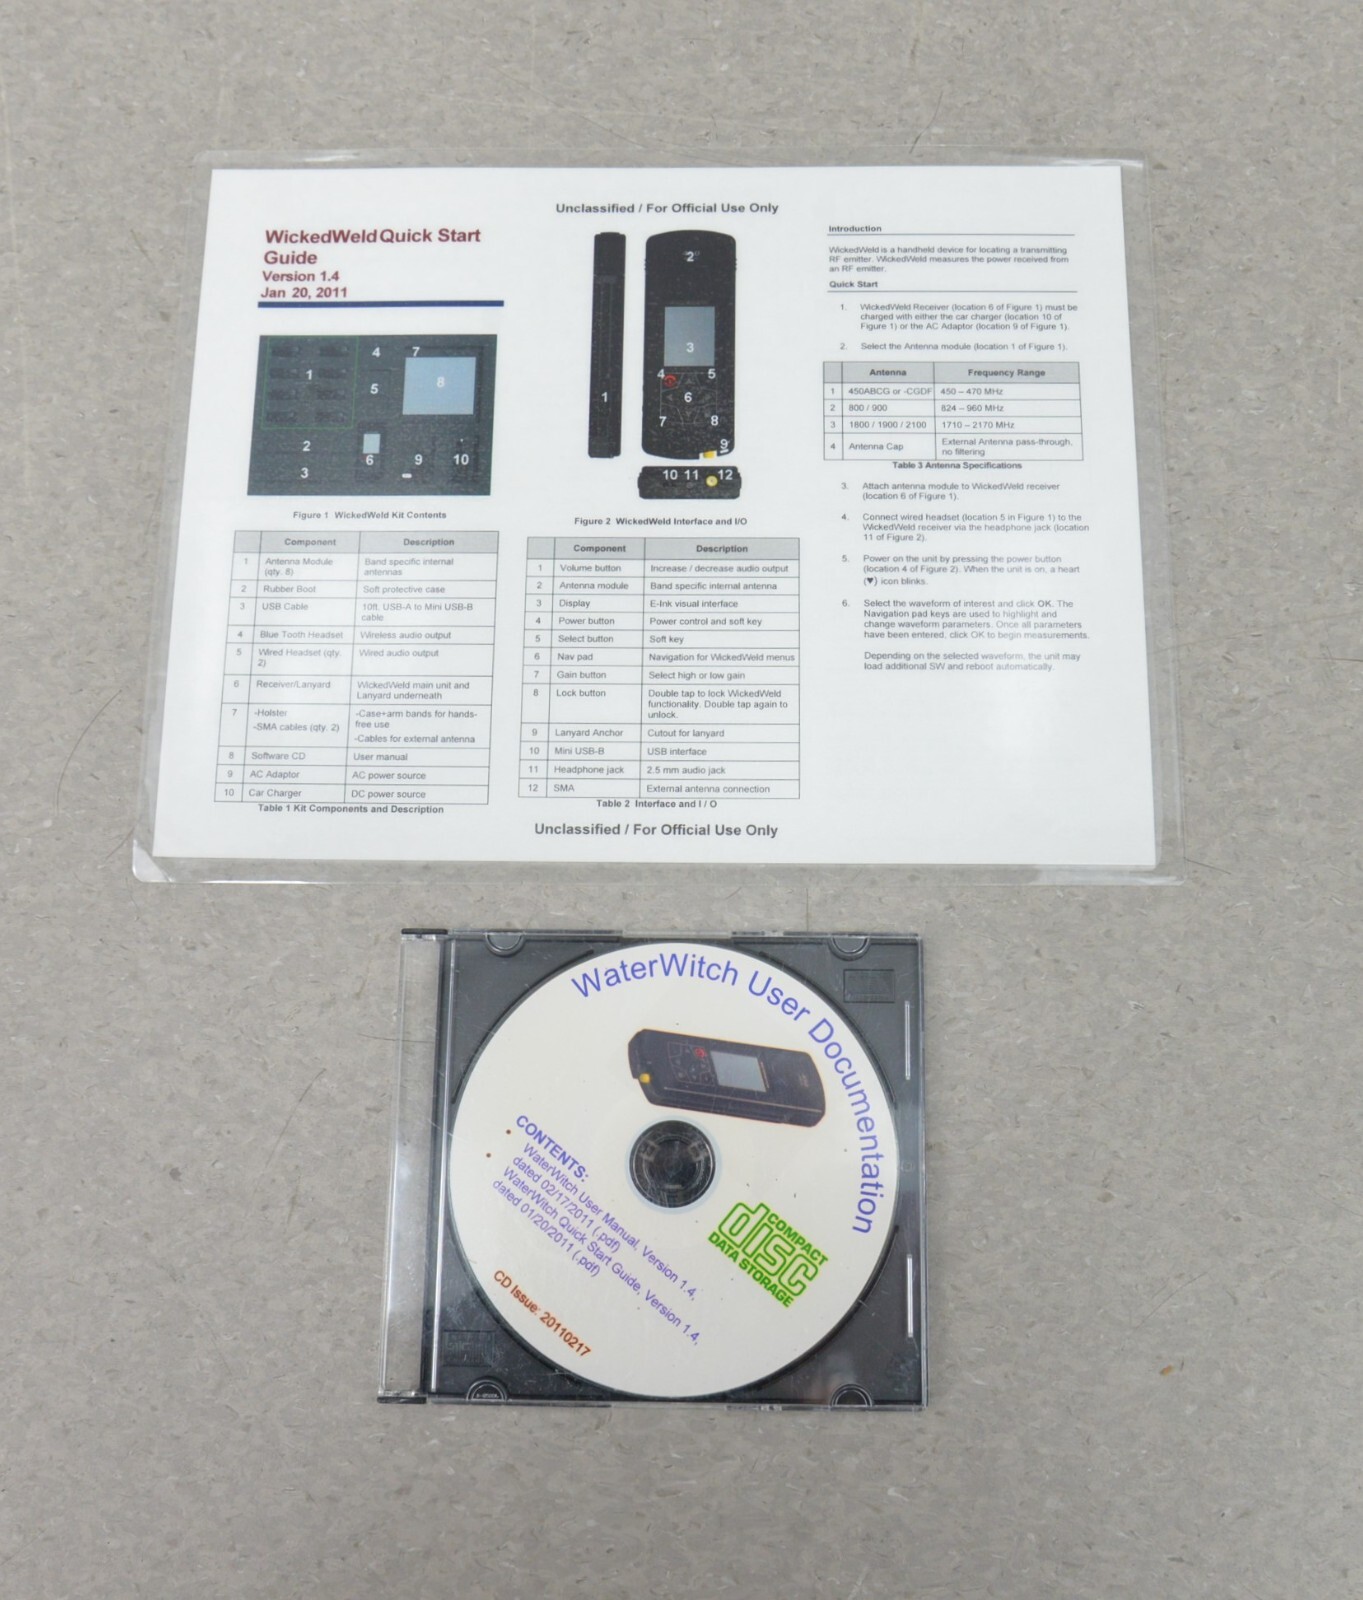 Unclassified / For Official Use Only
WickedWeld Quick Start
Guide
Version 1.4
Jan 20, 2011
1
2
3
4
5
6
7
8
9
10
Figure 1 WickedWeld Kit Contents
Component Description
1 Antenna Module (qty. 8) Band specific internal antennas
2 Rubber Boot Soft protective case
3 USB Cable 10ft. USB-A to Mini USB-B cable
4 Blue Tooth Headset Wireless audio output
5 Wired Headset (qty. 2) Wired audio output
6 Receiver/Lanyard WickedWeld main unit and Lanyard underneath
7 -Holster -SMA cables (qty. 2) -Case+arm bands for hands-free use -Cables for external antenna
8 Software CD User manual
9 AC Adaptor AC power source
10 Car Charger DC power source
Table 1 Kit Components and Description
1
2
3
4
5
6
7
8
9
10 11 12
Figure 2 WickedWeld Interface and I/O
Component Description
1 Volume button Increase / decrease audio output
2 Antenna module Band specific internal antenna
3 Display E-Ink visual interface
4 Power button Power control and soft key
5 Select button Soft key
6 Nav pad Navigation for WickedWeld menus
7 Gain button Select high or low gain
8 Lock button Double tap to lock WickedWeld functionality. Double tap again to unlock.
9 Lanyard Anchor Cutout for lanyard
10 Mini USB-B USB interface
11 Headphone jack 2.5 mm audio jack
12 SMA External antenna connection
Table 2 Interface and I / O
Introduction
WickedWeld is a handheld device for locating a transmitting
RF emitter. WickedWeld measures the power received from
an RF emitter.
Quick Start
1. WickedWeld Receiver (location 6 of Figure 1) must be
charged with either the car charger (location 10 of
Figure 1) or the AC Adaptor (location 9 of Figure 1).
2. Select the Antenna module (location 1 of Figure 1).
Antenna Frequency Range
1 450ABCG or -CGDF 450 – 470 MHz
2 800 / 900 824 – 960 MHz
3 1800 / 1900 / 2100 1710 – 2170 MHz
4 Antenna Cap External Antenna pass-through, no filtering
Table 3 Antenna Specifications
3. Attach antenna module to WickedWeld receiver
(location 6 of Figure 1).
4. Connect wired headset (location 5 in Figure 1) to the
WickedWeld receiver via the headphone jack (location
11 of Figure 2).
5. Power on the unit by pressing the power button
(location 4 of Figure 2). When the unit is on, a heart
(♥) icon blinks.
6. Select the waveform of interest and click OK. The
Navigation pad keys are used to highlight and
change waveform parameters. Once all parameters
have been entered, click OK to begin measurements.
Depending on the selected waveform, the unit may
load additional SW and reboot automatically.
Unclassified / For Official Use Only
WaterWitch User Documentation
CONTENTS:
• WaterWitch User Manual, Version 1.4,
dated 02/17/2011 (.pdf)
• WaterWitch Quick Start Guide, Version 1.4,
dated 01/20/2011 (.pdf)
CD Issue: 20110217
COMPACT
disc
DATA STORAGE